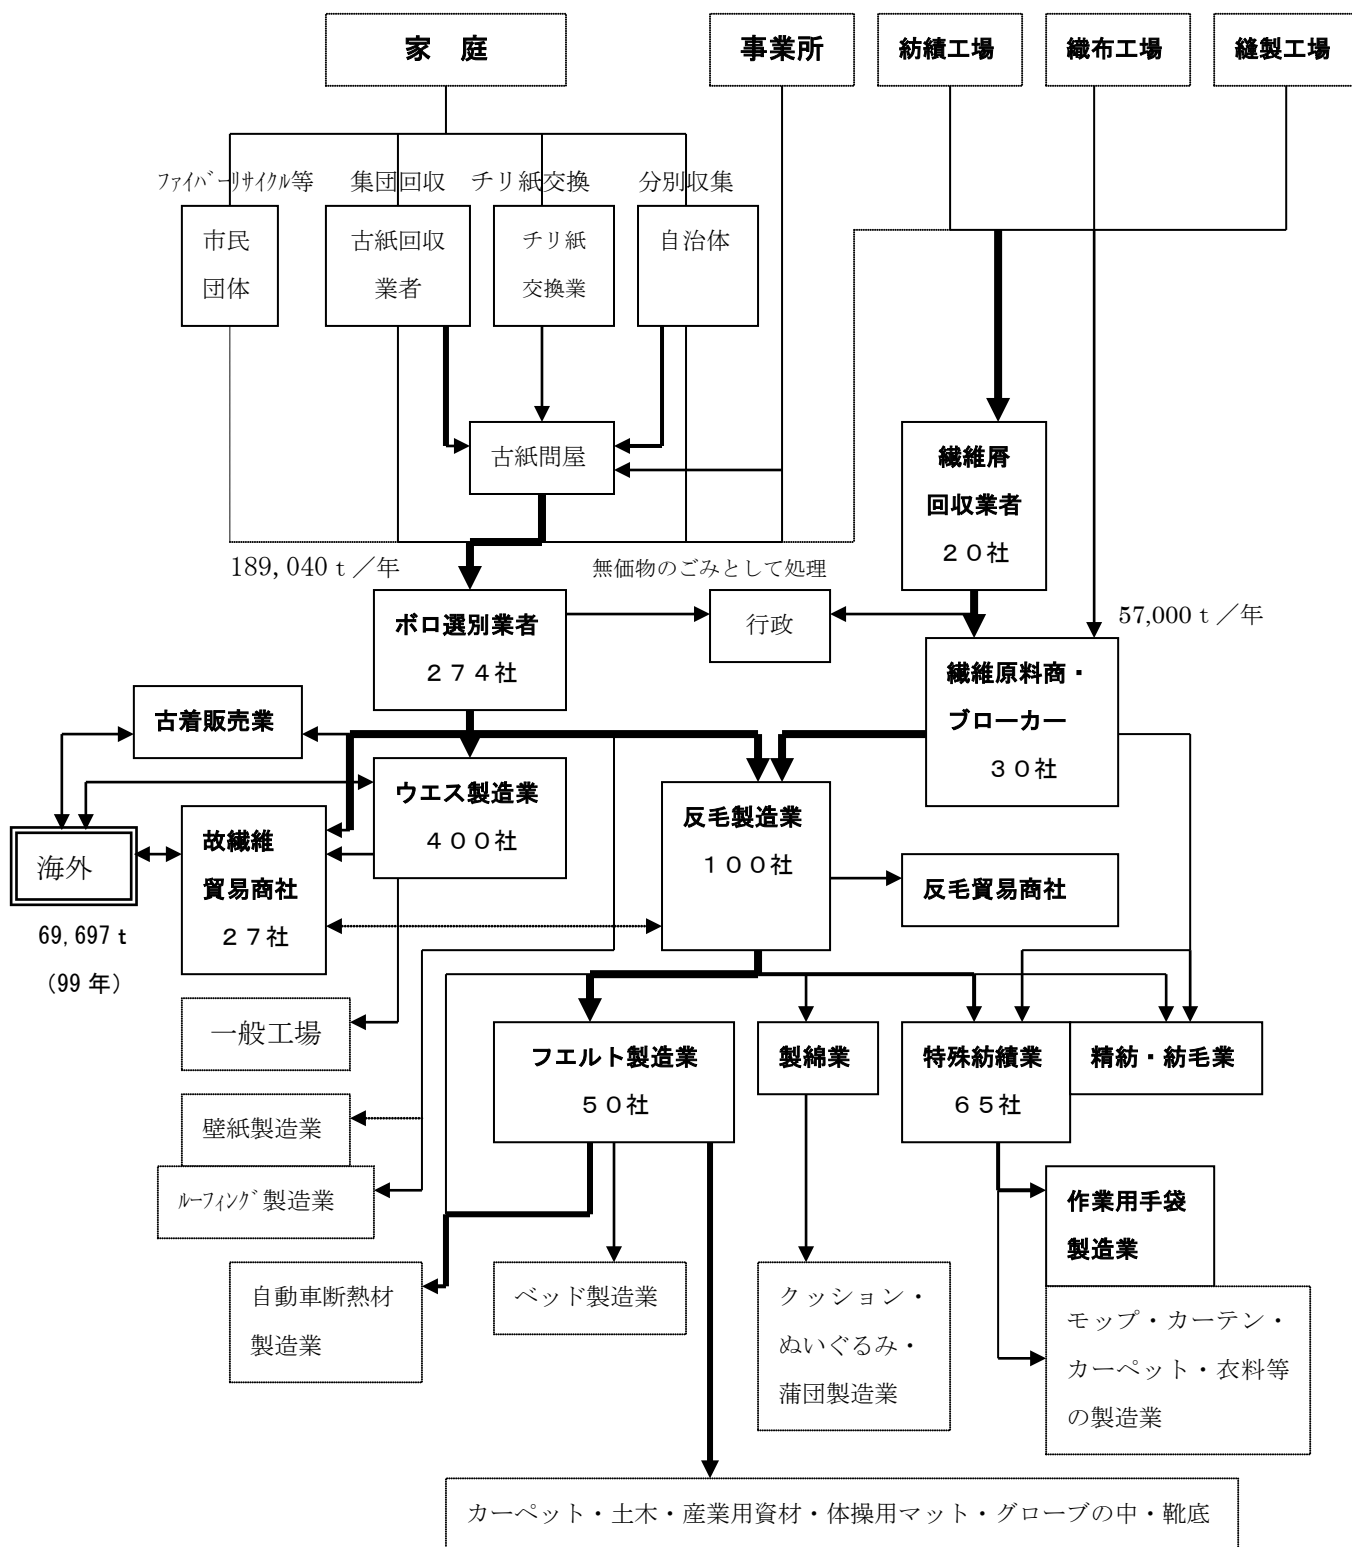 家　庭
事業所
紡績工場
織布工場
縫製工場
ﾌｧｲﾊﾞｰﾘｻｲｸﾙ等
集団回収
チリ紙交換
分別収集
市民
団体
古紙回収
業者
チリ紙
交換業
自治体
古紙問屋
繊維屑
回収業者
２０社
189,040ｔ／年
無価物のごみとして処理
ボロ選別業者
２７４社
行政
57,000ｔ／年
繊維原料商・
ブローカー
３０社
古着販売業
ウエス製造業
４００社
反毛製造業
１００社
海外
69,697ｔ
（99 年）
故繊維
貿易商社
２７社
反毛貿易商社
一般工場
フエルト製造業
５０社
製綿業
特殊紡績業
６５社
精紡・紡毛業
壁紙製造業
ﾙｰﾌｨﾝｸﾞ製造業
作業用手袋
製造業
自動車断熱材
製造業
ベッド製造業
クッション・
ぬいぐるみ・
蒲団製造業
モップ・カーテン・
カーペット・衣料等
の製造業
カーペット・土木・産業用資材・体操用マット・グローブの中・靴底